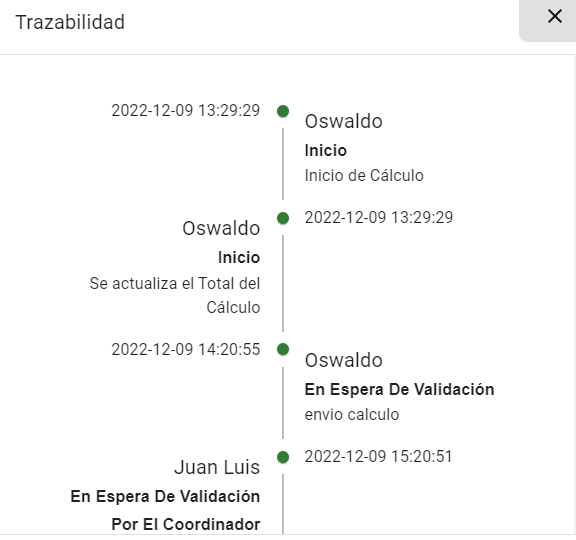 Trazabilidad
2022-12-09 13:29:29
Oswaldo
Inicio
Inicio de Cálculo
2022-12-09 13:29:29
Oswaldo
Inicio
Se actualiza el Total del
Cálculo
2022-12-09 14:20:55
Oswaldo
En Espera De Validación
envio calculo
2022-12-09 15:20:51
Juan Luis
En Espera De Validación
Por El Coordinador